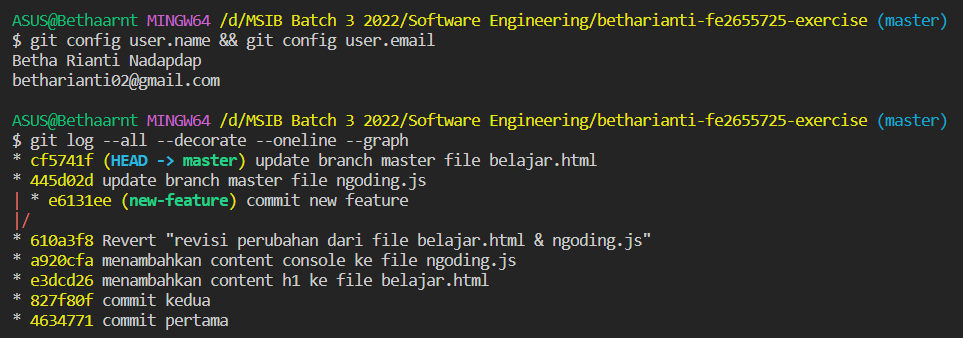 ASUS@Bethaarnt MINGW64 /d/MSIB Batch 3 2022/Software Engineering/betharianti-fe2655725-exercise (master)
$ git config user.name && git config user.email
Betha Rianti Nadapdap
betharianti02@gmail.com
ASUS@Bethaarnt MINGW64 /d/MSIB Batch 3 2022/Software Engineering/betharianti-fe2655725-exercise (master)
$ git log --all --decorate --oneline --graph
* cf5741f (HEAD -> master) update branch master file belajar.html
* 445d02d update branch master file ngoding.js
| * e6131ee (new-feature) commit new feature
|/
* 610a3f8 Revert "revisi perubahan dari file belajar.html & ngoding.js"
* a920cfa menambahkan content console ke file ngoding.js
* e3dcd26 menambahkan content h1 ke file belajar.html
* 827f80f commit kedua
* 4634771 commit pertama